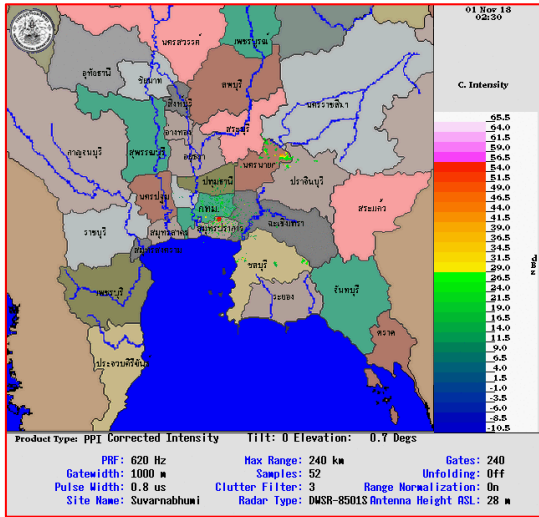 01 Nov 18
02:30
C. Intensity
นครสวรรค์
เพชรบูรณ์
อุทัยธานี
ชัยนาท
ลพบุรี
สิงห์บุรี
นครราชสีมา
อ่างทอง
สระบุรี
สุพรรณบุรี
กาญจนบุรี
อยุธยา
นครนายก
ปราจีนบุรี
ปทุมธานี
นครปฐม
สระแก้ว
กทม.
ราชบุรี
สมุทรสาคร
สมุทรปราการ
ฉะเชิงเทรา
สมุทรสงคราม
ชลบุรี
เพชรบุรี
ระยอง
จันทบุรี
ตราด
ประจวบคีรีขันธ์
65.5
64.0
61.5
59.0
56.5
54.0
51.5
49.0
46.5
44.0
41.5
39.0
36.5
34.0
31.5
29.0
26.5
24.0
21.5
19.0
16.5
14.0
11.5
9.0
6.5
4.0
1.5
-1.0
-3.5
-6.0
-8.5
-10.5
Product Type: PPI Corrected Intensity Tilt: 0 Elevation: 0.7 Degs
PRF: 620 Hz Max Range: 240 km Gates: 240
Gatewidth: 1000 m Samples: 52 Unfolding: Off
Pulse Width: 0.8 us Clutter Filter: 3 Range Normalization: On
Site Name: Suvarnabhumi Radar Type: DWSR-8501S Antenna Height ASL: 28 m